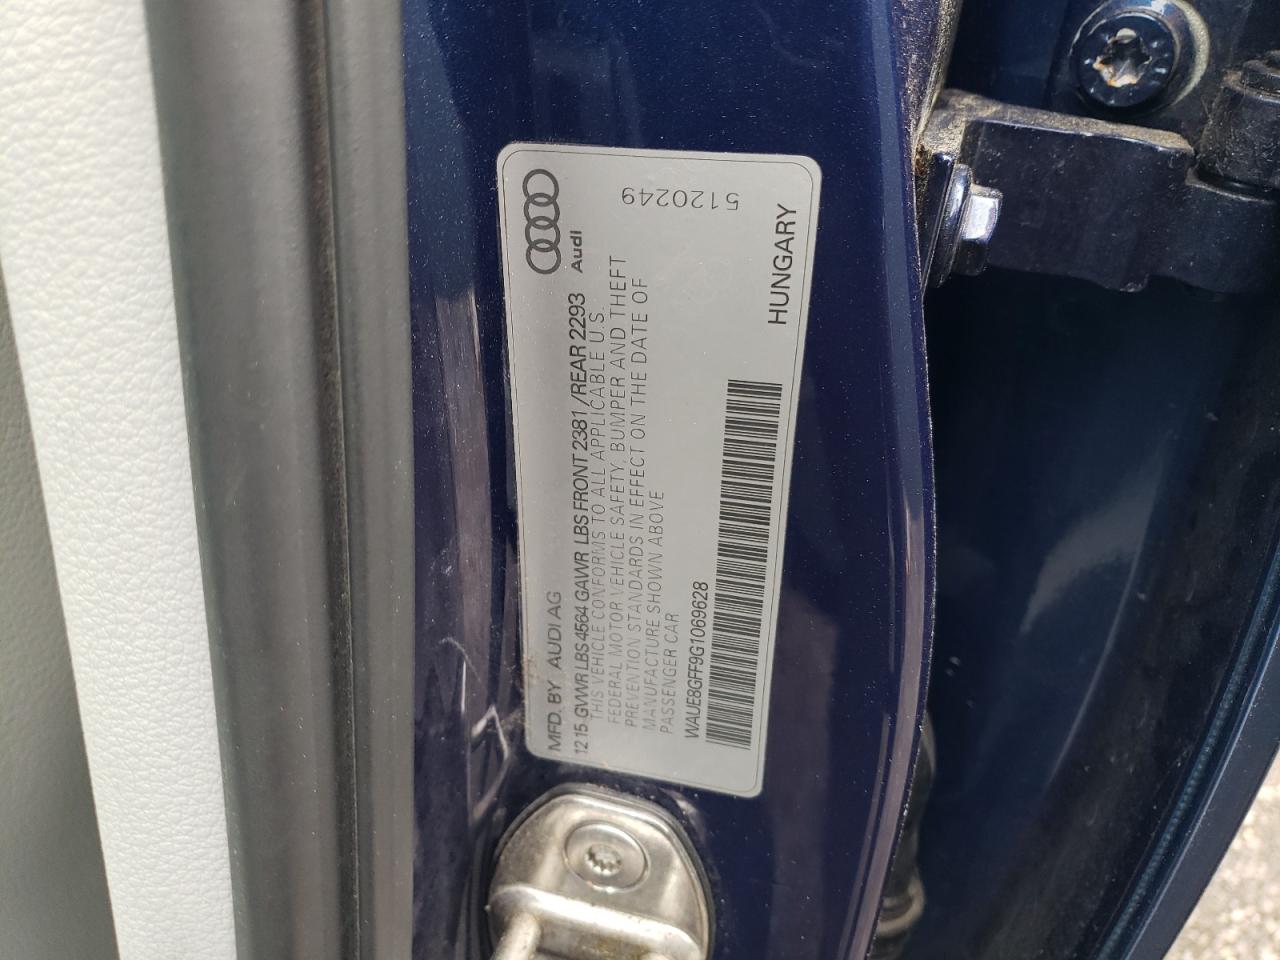 Audi
5120249
MFD. BY AUDI AG
12 15 GVWR LBS 4564 GAWR LBS FRONT 2381 /REAR 2293
THIS VEHICLE CONFORMS TO ALL APPLICABLE U.S.
FEDERAL MOTOR VEHICLE SAFETY, BUMPER AND THEFT
PREVENTION STANDARDS IN EFFECT ON THE DATE OF
MANUFACTURE SHOWN ABOVE
PASSENGER CAR
WAUE8GFF9G1069628
HUNGARY